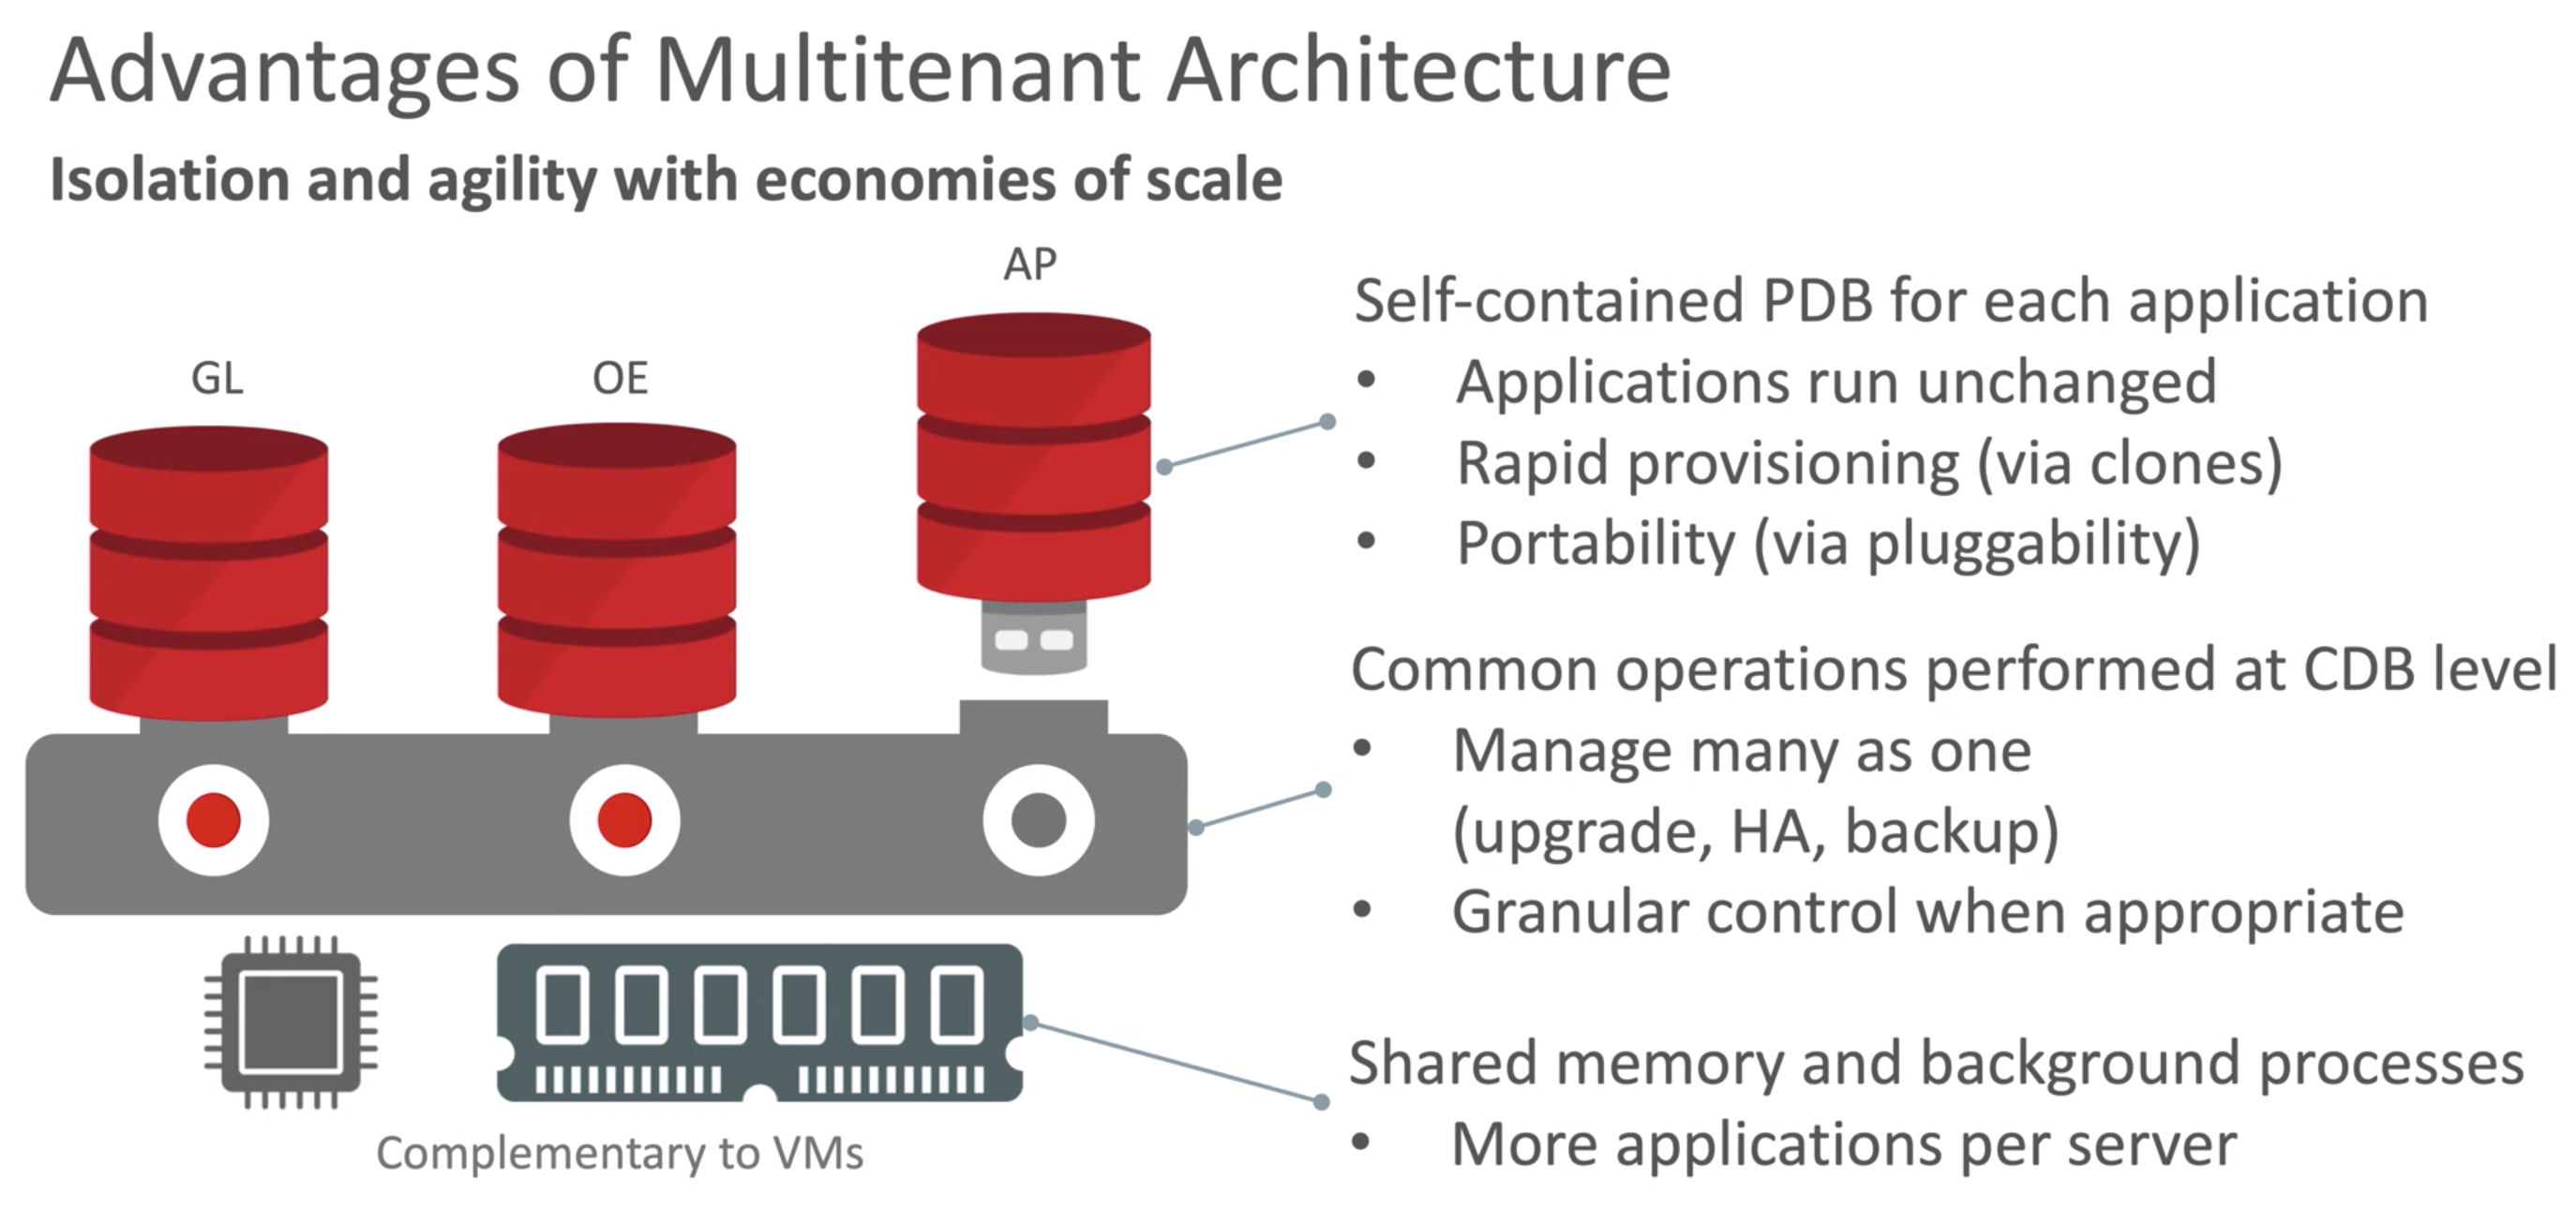 Advantages of Multitenant Architecture
Isolation and agility with economies of scale
GL
OE
AP
Self-contained PDB for each application
• Applications run unchanged
• Rapid provisioning (via clones)
• Portability (via pluggability)
Common operations performed at CDB level
• Manage many as one
(upgrade, HA, backup)
• Granular control when appropriate
Shared memory and background processes
• More applications per server
Complementary to VMs